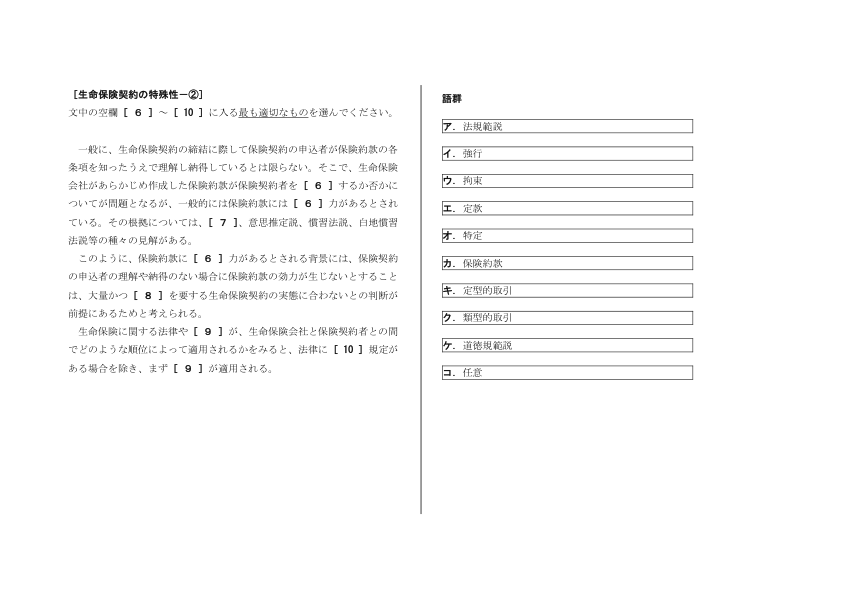 ［生命保険契約の特殊性－②］
文中の空欄［ 6 ］～［ 10 ］に入る最も適切なものを選んでください。
一般に、生命保険契約の締結に際して保険契約の申込者が保険約款の各
条項を知ったうえで理解し納得しているとは限らない。そこで、生命保険
会社があらかじめ作成した保険約款が保険契約者を［ 6 ］するか否かに
ついてが問題となるが、一般的には保険約款には［ 6 ］力があるとされ
ている。その根拠については、［ 7 ］、意思推定説、慣習法説、白地慣習
法説等の種々の見解がある。
このように、保険約款に［ 6 ］力があるとされる背景には、保険契約
の申込者の理解や納得のない場合に保険約款の効力が生じないとすること
は、大量かつ［ 8 ］を要する生命保険契約の実態に合わないとの判断が
前提にあるためと考えられる。
生命保険に関する法律や［ 9 ］が、生命保険会社と保険契約者との間
でどのような順位によって適用されるかをみると、法律に［ 10 ］規定が
ある場合を除き、まず［ 9 ］が適用される。
語群
ア．法規範説
イ．強行
ウ．拘束
エ．定款
オ．特定
カ．保険約款
キ．定型的取引
ク．類型的取引
ケ．道徳規範説
コ．任意